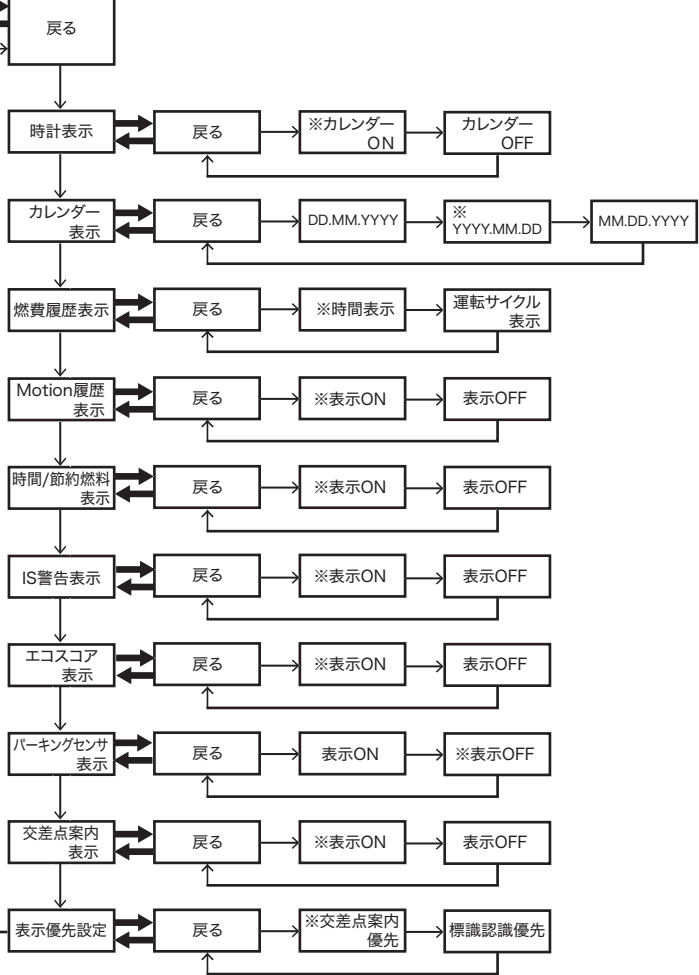 戻る
時計表示
戻る
※カレンダー
ON
カレンダー
OFF
カレンダー
表示
戻る
DD.MM.YYYY
※
YYYY.MM.DD
MM.DD.YYYY
燃費履歴表示
戻る
※時間表示
運転サイクル
表示
Motion履歴
表示
戻る
※表示ON
表示OFF
時間/節約燃料
表示
戻る
※表示ON
表示OFF
IS警告表示
戻る
※表示ON
表示OFF
エコスコア
表示
戻る
※表示ON
表示OFF
パーキングセンサ
表示
戻る
表示ON
※表示OFF
交差点案内
表示
戻る
※表示ON
表示OFF
表示優先設定
戻る
※交差点案内
優先
標識認識優先